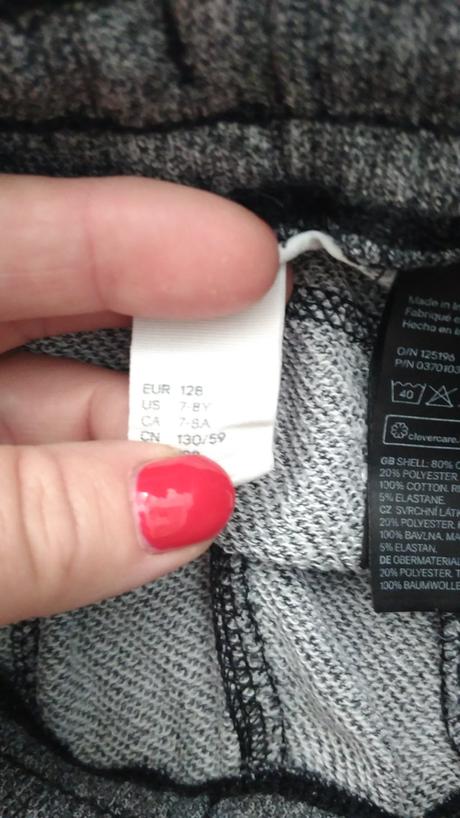 EUR 128
US 7-8Y
CA 7-8A
CN 130/59
Made in
Fabriqué e
Hecho en
O/N 125196
P/N 0370103
40
clevercare.
GB SHELL: 80% C
20% POLYESTER.
100% COTTON.
5% ELASTANE.
CZ SVRCHNÍ LÁTK
20% POLYESTER.
100% BAVLNA.
5% ELASTAN.
DE OBERMATERIA
20% POLYESTER.
100% BAUMWOLLE